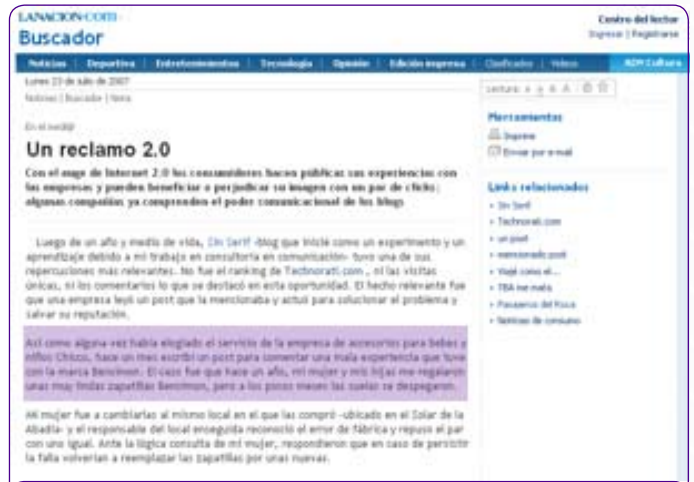 LANACION.COM
Centro del lector
Buscador
Ingresar | Registrarse
Noticias | Deportiva | Entretenimientos | Tecnología | Opinión | Edición impresa | Clasificados | Videos
ADN Cultura
Lunes 23 de julio de 2007
Noticias | Buscador | Nota
Lectura: A A A A
En el medi@
Herramientas
Un reclamo 2.0
Imprimir
Enviar por e-mail
Con el auge de Internet 2.0 los consumidores hacen públicas sus experiencias con
las empresas y pueden beneficiar o perjudicar su imagen con un par de clicks;
algunas compañías ya comprenden el poder comunicacional de los blogs
Links relacionados
Sin Serif
Technorati.com
un post
mencionado post
Viajé como el...
TBA me mata
Pasajeros del Roca
Noticias de consumo
Luego de un año y medio de vida, Sin Serif -blog que inicié como un experimento y un
aprendizaje debido a mi trabajo en consultoría en comunicación- tuvo una de sus
repercusiones más relevantes. No fue el ranking de Technorati.com , ni las visitas
únicas, ni los comentarios lo que se destacó en esta oportunidad. El hecho relevante fue
que una empresa leyó un post que la mencionaba y actuó para solucionar el problema y
salvar su reputación.
Así como alguna vez había elogiado el servicio de la empresa de accesorios para bebes y
niños Chicco, hace un mes escribí un post para comentar una mala experiencia que tuve
con la marca Bensimon. El caso fue que hace un año, mi mujer y mis hijas me regalaron
unas muy lindas zapatillas Bensimon, pero a los pocos meses las suelas se despegaron.
Mi mujer fue a cambiarlas al mismo local en el que las compró -ubicado en el Solar de la
Abadía- y el responsable del local enseguida reconoció el error de fábrica y repuso el par
con uno igual. Ante la lógica consulta de mi mujer, respondieron que en caso de persistir
la falla volverían a reemplazar las zapatillas por unas nuevas.